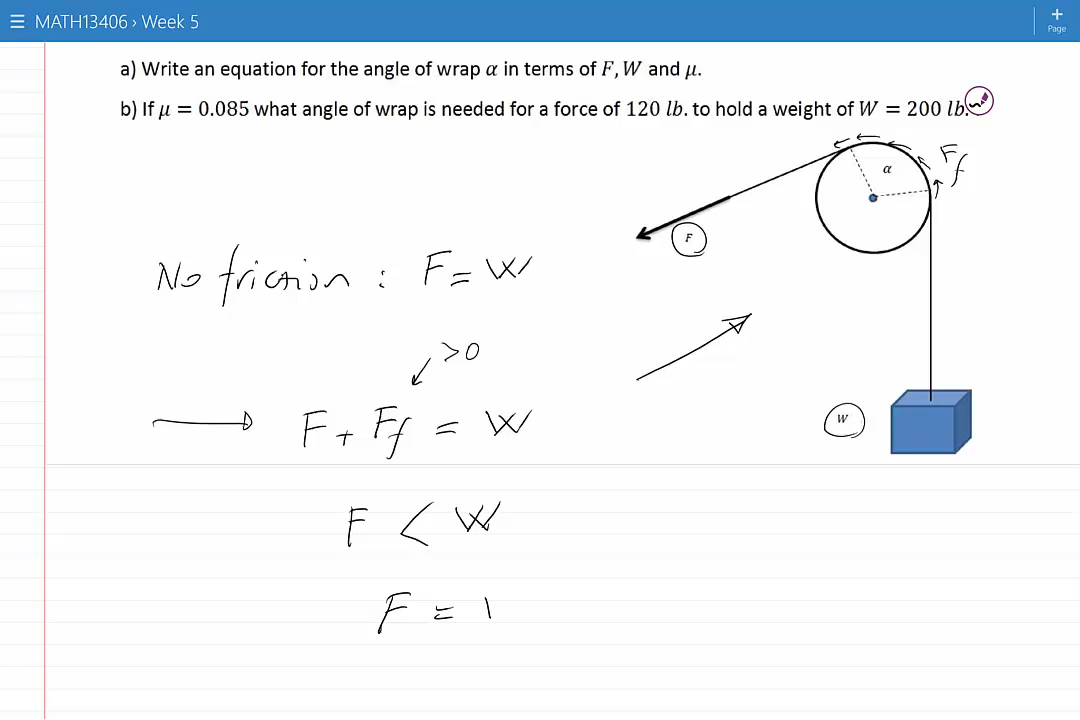 MATH13406 › Week 5
Page
a) Write an equation for the angle of wrap α in terms of F, W and μ.
b) If μ = 0.085 what angle of wrap is needed for a force of 120 lb. to hold a weight of W = 200 lb.
Ff
α
F
No friction : F = W
>0
F + Ff = W
W
F < W
F =